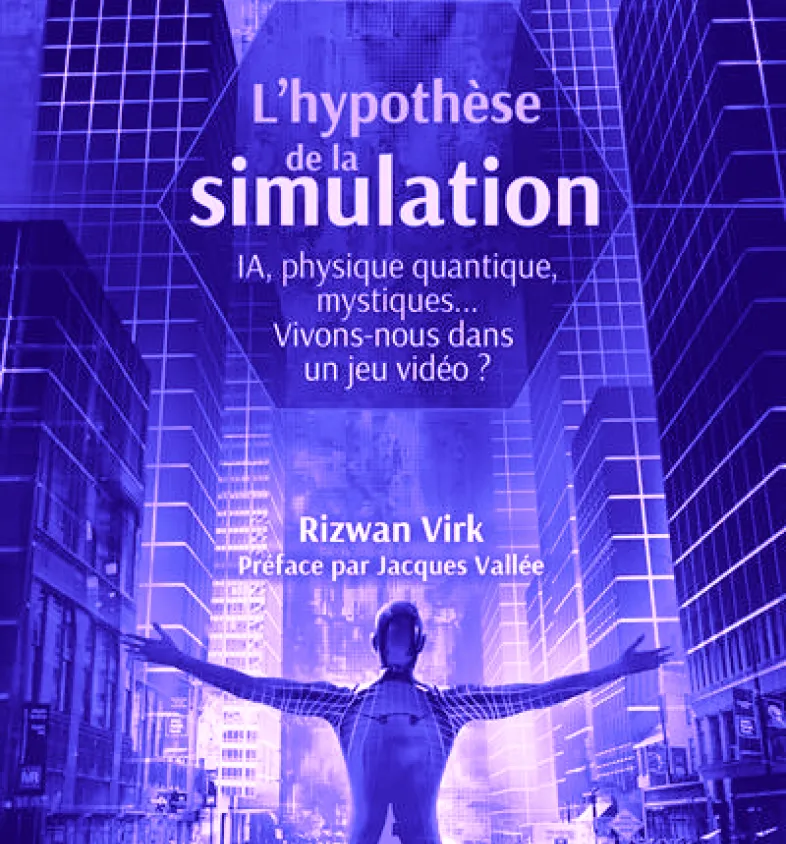 L'hypothèse
de la
simulation
IA, physique quantique,
mystiques...
Vivons-nous dans
un jeu vidéo ?
Rizwan Virk
Préface par Jacques Vallée